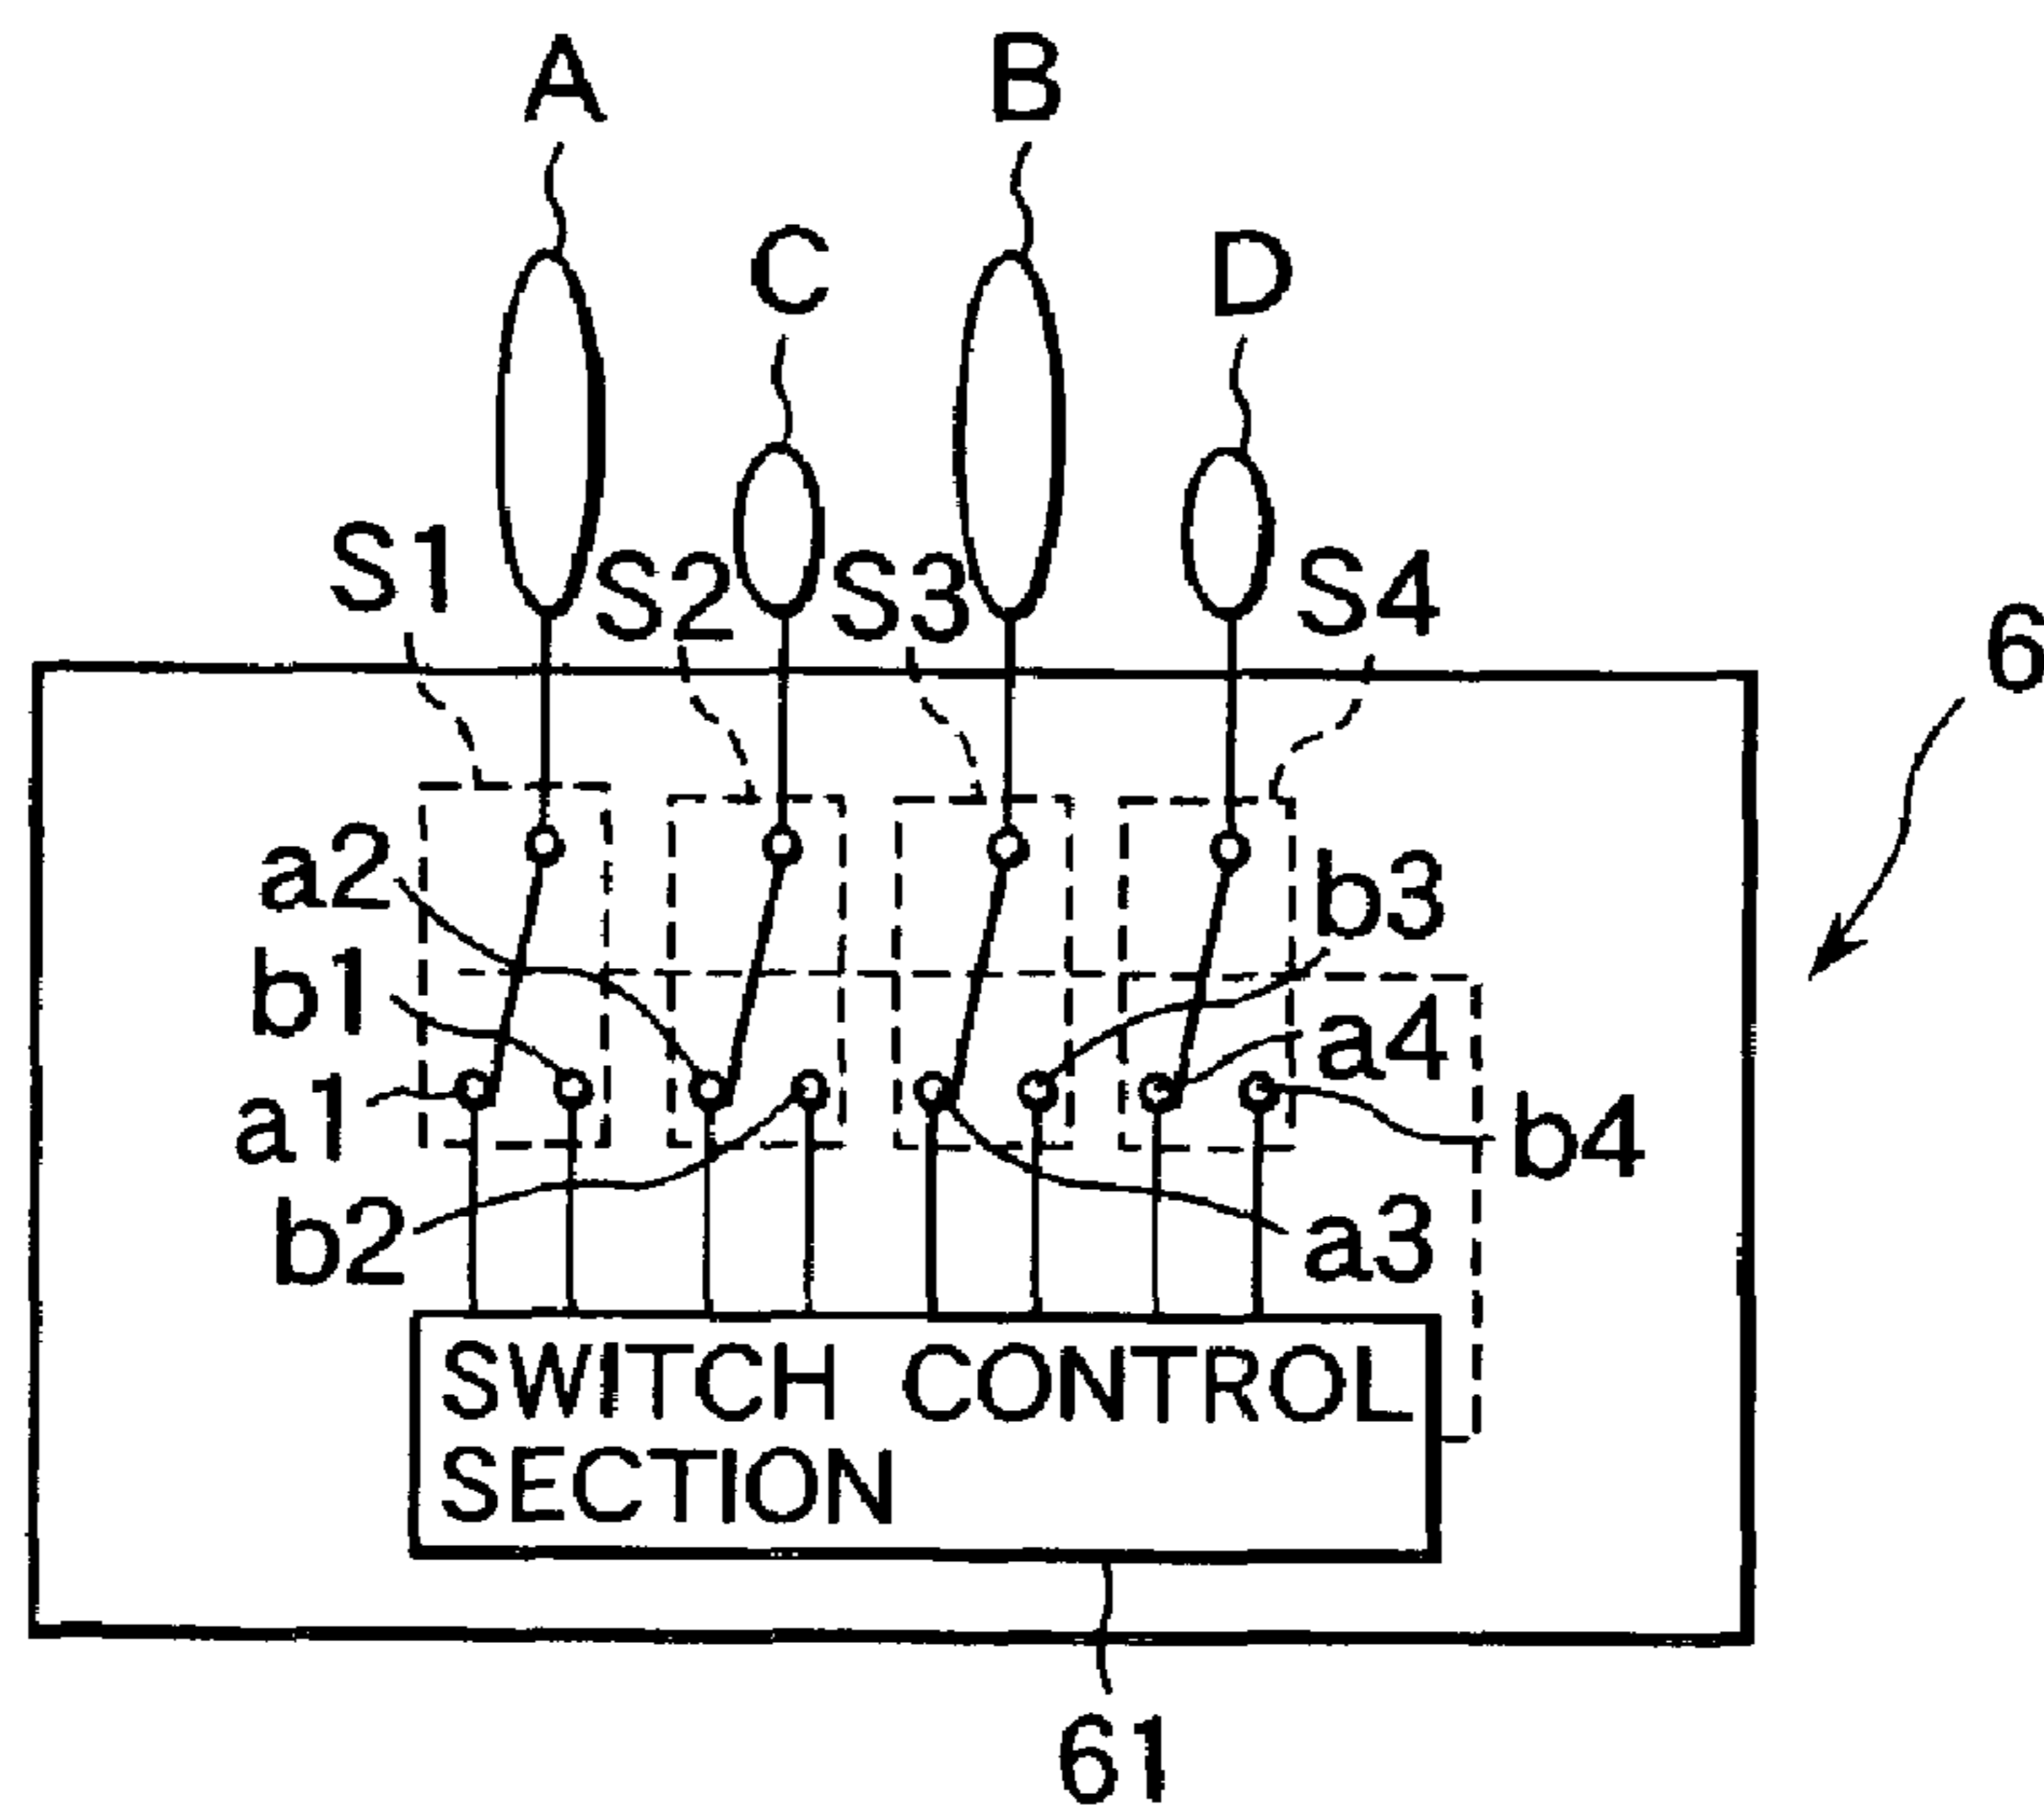 A
B
C
D
S1
S2
S3
S4
6
a2
b3
b1
a4
a1
b4
b2
a3
SWITCH CONTROL
SECTION
61